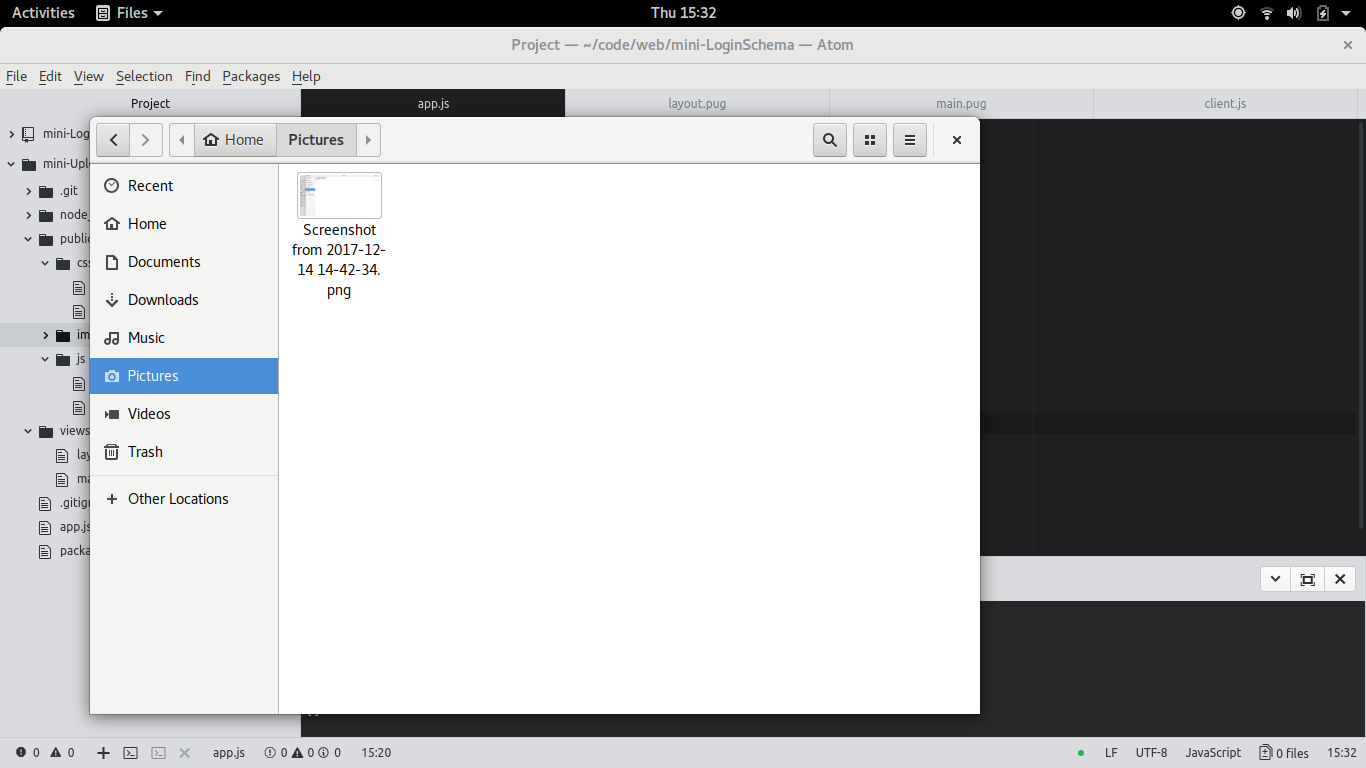 Activities Files Thu 15:32
Project — ~/code/web/mini-LoginSchema — Atom
File Edit View Selection Find Packages Help
Project app.js layout.pug main.pug client.js
Home Pictures
Recent
Home
Documents
Downloads
Music
Pictures
Videos
Trash
Other Locations
Screenshot
from 2017-12-
14 14-42-34.
png
mini-Log
mini-Uplo
.git
node_
public
css
im
js
views
lay
ma
.gitign
app.js
packa
0 0 app.js 0 0 0 15:20 LF UTF-8 JavaScript 0 files 15:32